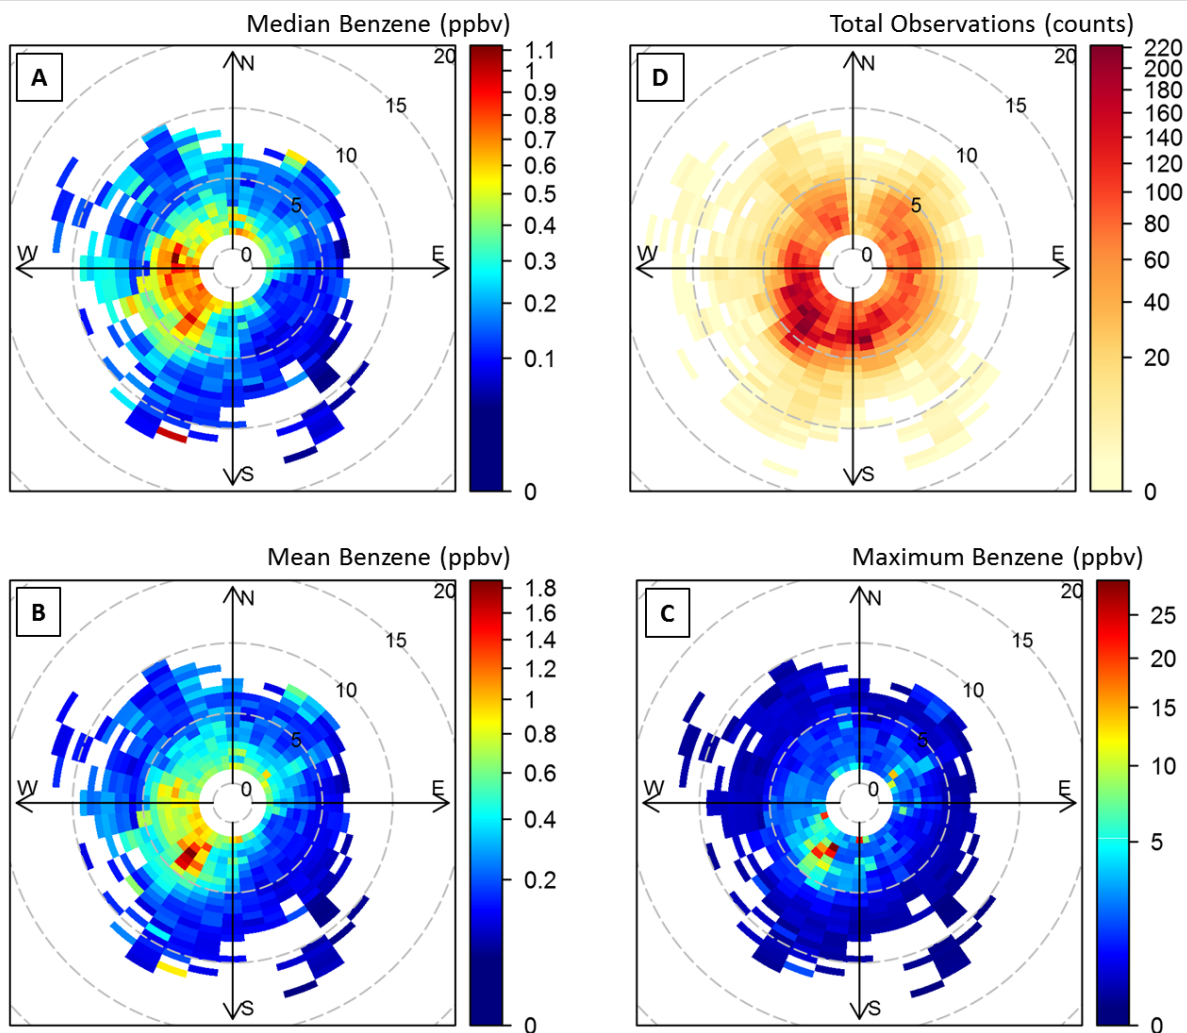 Median Benzene (ppbv)
A
N
W
E
S
0
5
10
15
20
1.1
1
0.9
0.8
0.7
0.6
0.5
0.4
0.3
0.2
0.1
0
Total Observations (counts)
D
N
W
E
S
0
5
10
15
20
220
200
180
160
140
120
100
80
60
40
20
0
Mean Benzene (ppbv)
B
N
W
E
S
0
5
10
15
20
1.8
1.6
1.4
1.2
1
0.8
0.6
0.4
0.2
0
Maximum Benzene (ppbv)
C
N
W
E
S
0
5
10
15
20
25
20
15
10
5
0